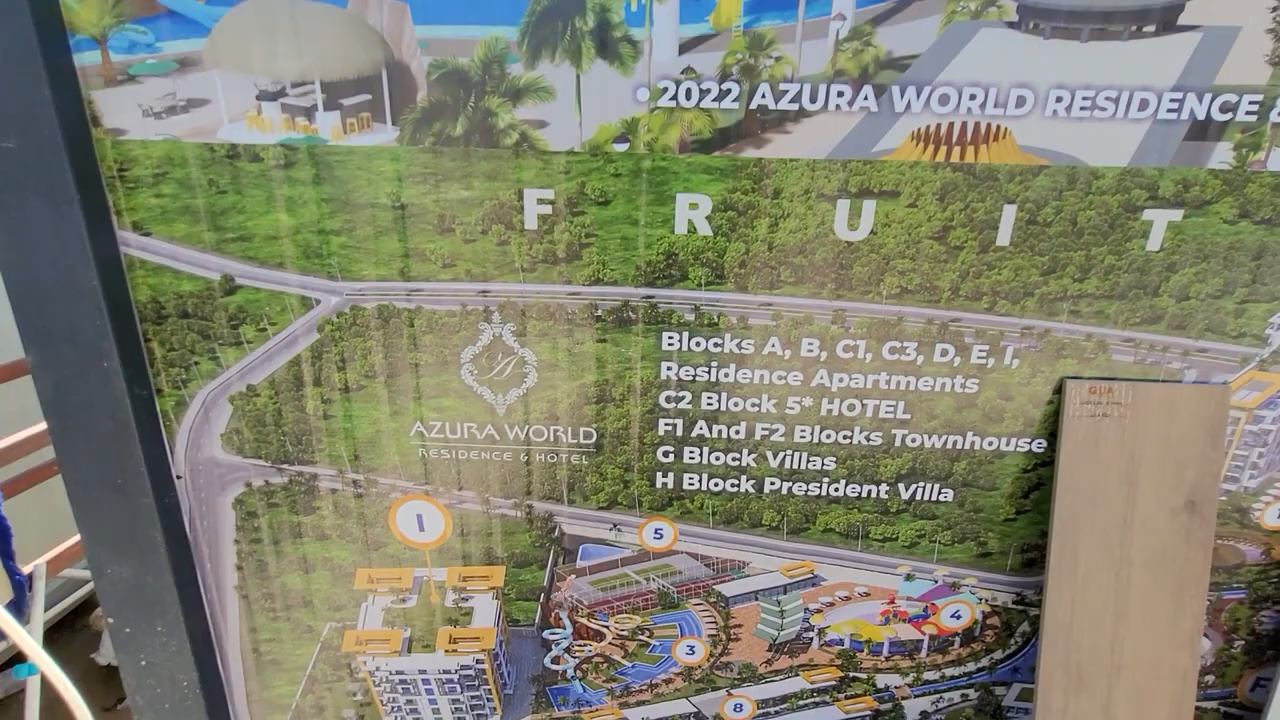 • 2022 AZURA WORLD RESIDENCE &
F R U I T
A
AZURA WORLD
RESIDENCE & HOTEL
Blocks A, B, C1, C3, D, E, I,
Residence Apartments
C2 Block 5* HOTEL
F1 And F2 Blocks Townhouse
G Block Villas
H Block President Villa
GUA
I
5
4
3
8
F